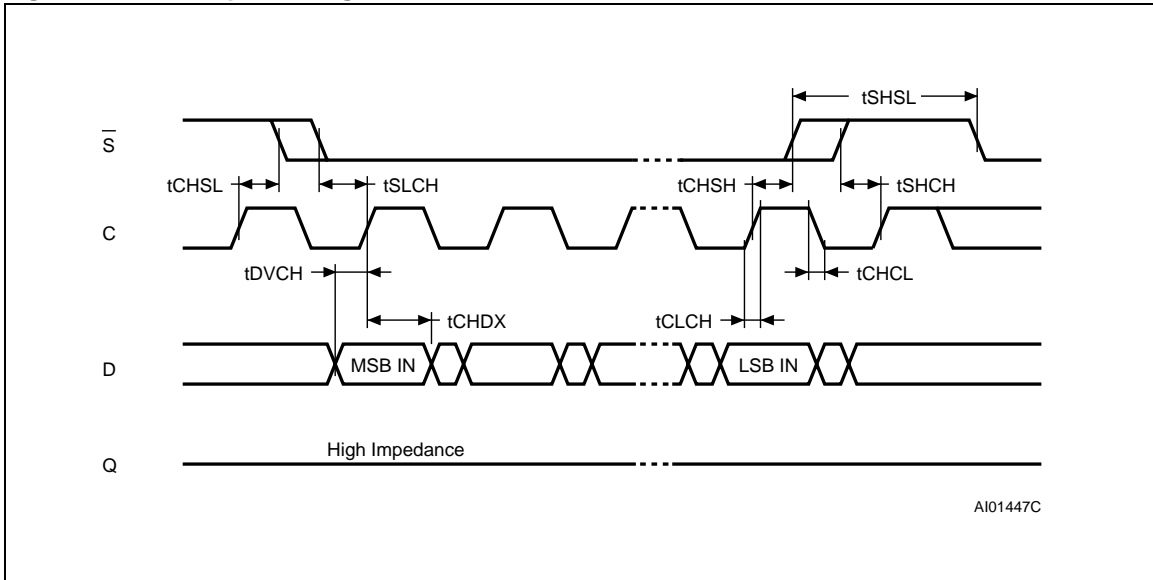 tSHSL
S
tCHSL
tSLCH
tCHSH
tSHCH
C
tDVCH
tCHCL
tCHDX
tCLCH
D
MSB IN
LSB IN
High Impedance
Q
AI01447C